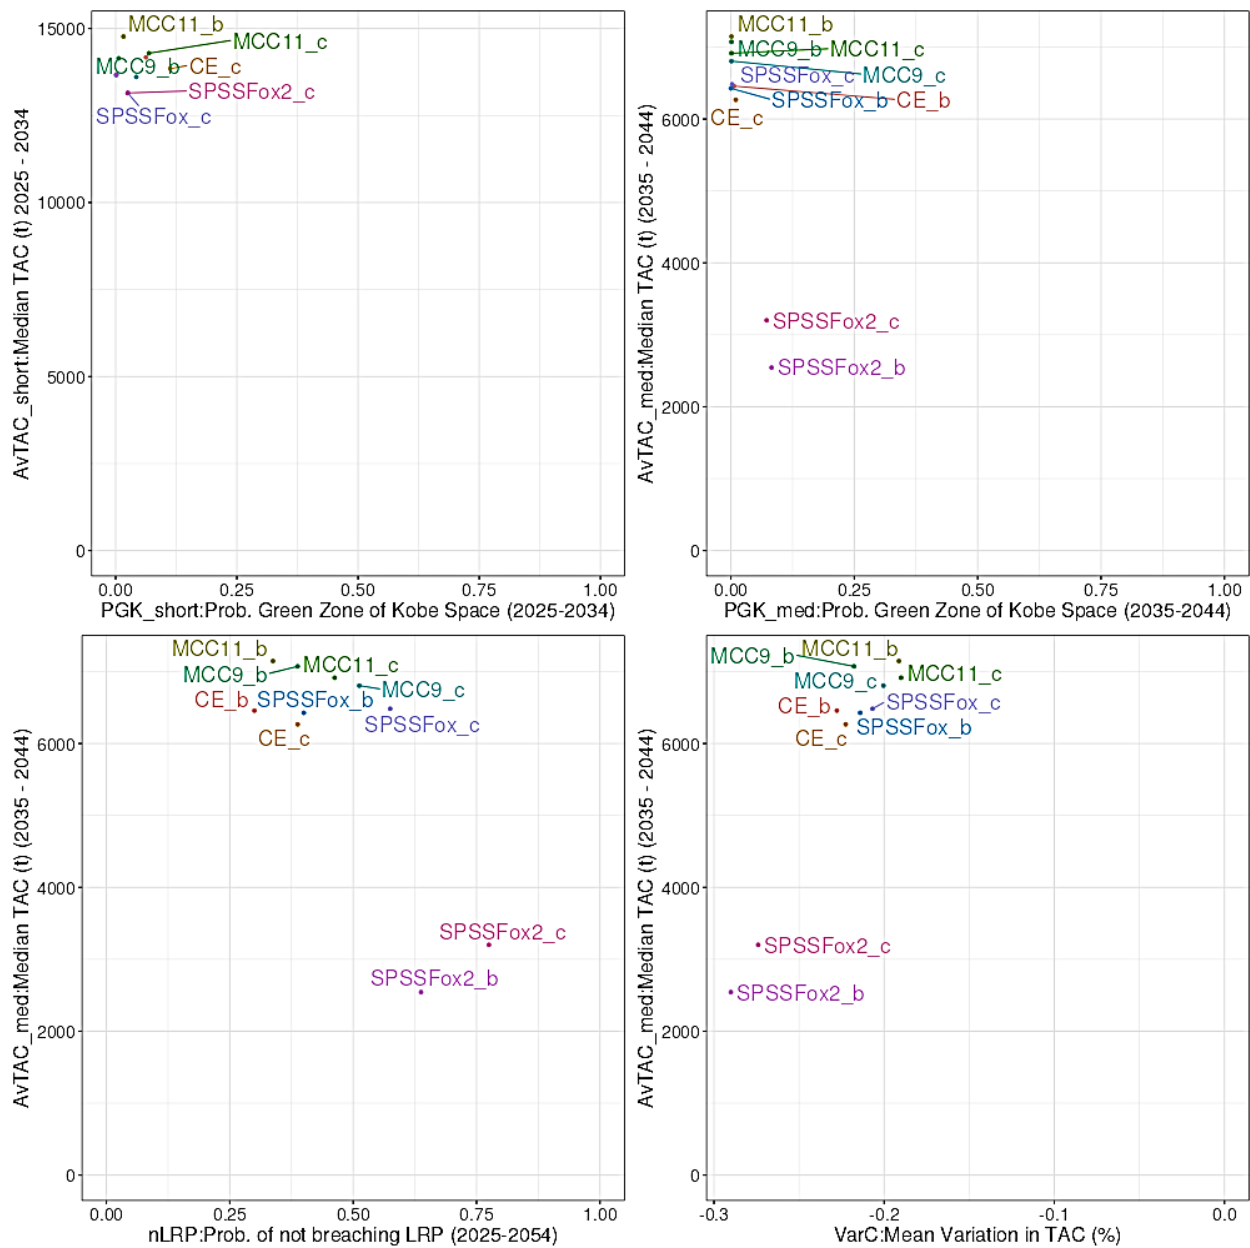 AvTAC_short:Median TAC (t) 2025 - 2034
15000
10000
5000
0
MCC11_b
MCC11_c
MCC9_b
CE_c
SPSSFox2_c
SPSSFox_c
0.00 0.25 0.50 0.75 1.00
PGK_short:Prob. Green Zone of Kobe Space (2025-2034)
AvTAC_med:Median TAC (t) (2035 - 2044)
6000
4000
2000
0
MCC11_b
MCC9_b
MCC11_c
SPSSFox_c
MCC9_c
SPSSFox_b
CE_b
CE_c
SPSSFox2_c
SPSSFox2_b
0.00 0.25 0.50 0.75 1.00
PGK_med:Prob. Green Zone of Kobe Space (2035-2044)
AvTAC_med:Median TAC (t) (2035 - 2044)
6000
4000
2000
0
MCC11_b
MCC11_c
MCC9_b
MCC9_c
CE_b
SPSSFox_b
SPSSFox_c
CE_c
SPSSFox2_c
SPSSFox2_b
0.00 0.25 0.50 0.75 1.00
nLRP:Prob. of not breaching LRP (2025-2054)
AvTAC_med:Median TAC (t) (2035 - 2044)
6000
4000
2000
0
MCC11_b
MCC9_b
MCC11_c
MCC9_c
SPSSFox_c
CE_b
SPSSFox_b
CE_c
SPSSFox2_c
SPSSFox2_b
-0.3 -0.2 -0.1 0.0
VarC:Mean Variation in TAC (%)